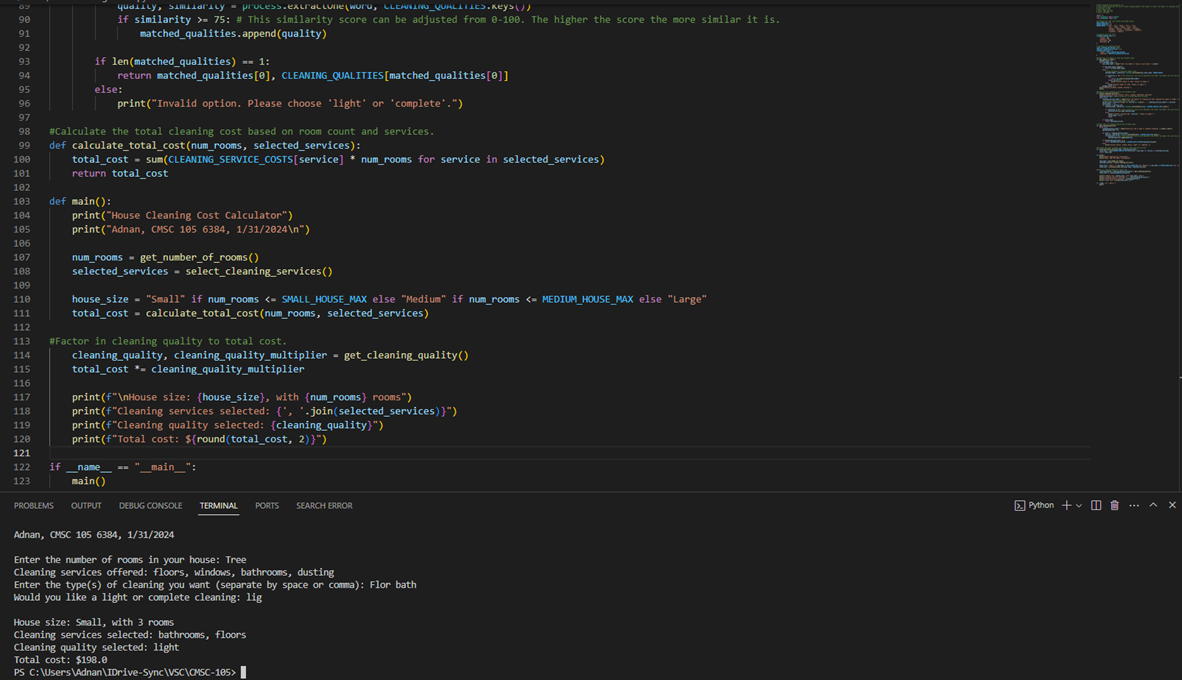 89 quality, similarity = process.extractOne(word, CLEANING_QUALITIES.keys())
90 if similarity >= 75: # This similarity score can be adjusted from 0-100. The higher the score the more similar it is.
91 matched_qualities.append(quality)
92
93 if len(matched_qualities) == 1:
94 return matched_qualities[0], CLEANING_QUALITIES[matched_qualities[0]]
95 else:
96 print("Invalid option. Please choose 'light' or 'complete'.")
97
98 #Calculate the total cleaning cost based on room count and services.
99 def calculate_total_cost(num_rooms, selected_services):
100 total_cost = sum(CLEANING_SERVICE_COSTS[service] * num_rooms for service in selected_services)
101 return total_cost
102
103 def main():
104 print("House Cleaning Cost Calculator")
105 print("Adnan, CMSC 105 6384, 1/31/2024\n")
106
107 num_rooms = get_number_of_rooms()
108 selected_services = select_cleaning_services()
109
110 house_size = "Small" if num_rooms <= SMALL_HOUSE_MAX else "Medium" if num_rooms <= MEDIUM_HOUSE_MAX else "Large"
111 total_cost = calculate_total_cost(num_rooms, selected_services)
112
113 #Factor in cleaning quality to total cost.
114 cleaning_quality, cleaning_quality_multiplier = get_cleaning_quality()
115 total_cost *= cleaning_quality_multiplier
116
117 print(f"\nHouse size: {house_size}, with {num_rooms} rooms")
118 print(f"Cleaning services selected: {', '.join(selected_services)}")
119 print(f"Cleaning quality selected: {cleaning_quality}")
120 print(f"Total cost: ${round(total_cost, 2)}")
121
122 if __name__ == "__main__":
123 main()
PROBLEMS OUTPUT DEBUG CONSOLE TERMINAL PORTS SEARCH ERROR Python
Adnan, CMSC 105 6384, 1/31/2024
Enter the number of rooms in your house: Tree
Cleaning services offered: floors, windows, bathrooms, dusting
Enter the type(s) of cleaning you want (separate by space or comma): Flor bath
Would you like a light or complete cleaning: lig
House size: Small, with 3 rooms
Cleaning services selected: bathrooms, floors
Cleaning quality selected: light
Total cost: $198.0
PS C:\Users\Adnan\IDrive-Sync\VSC\CMSC-105>